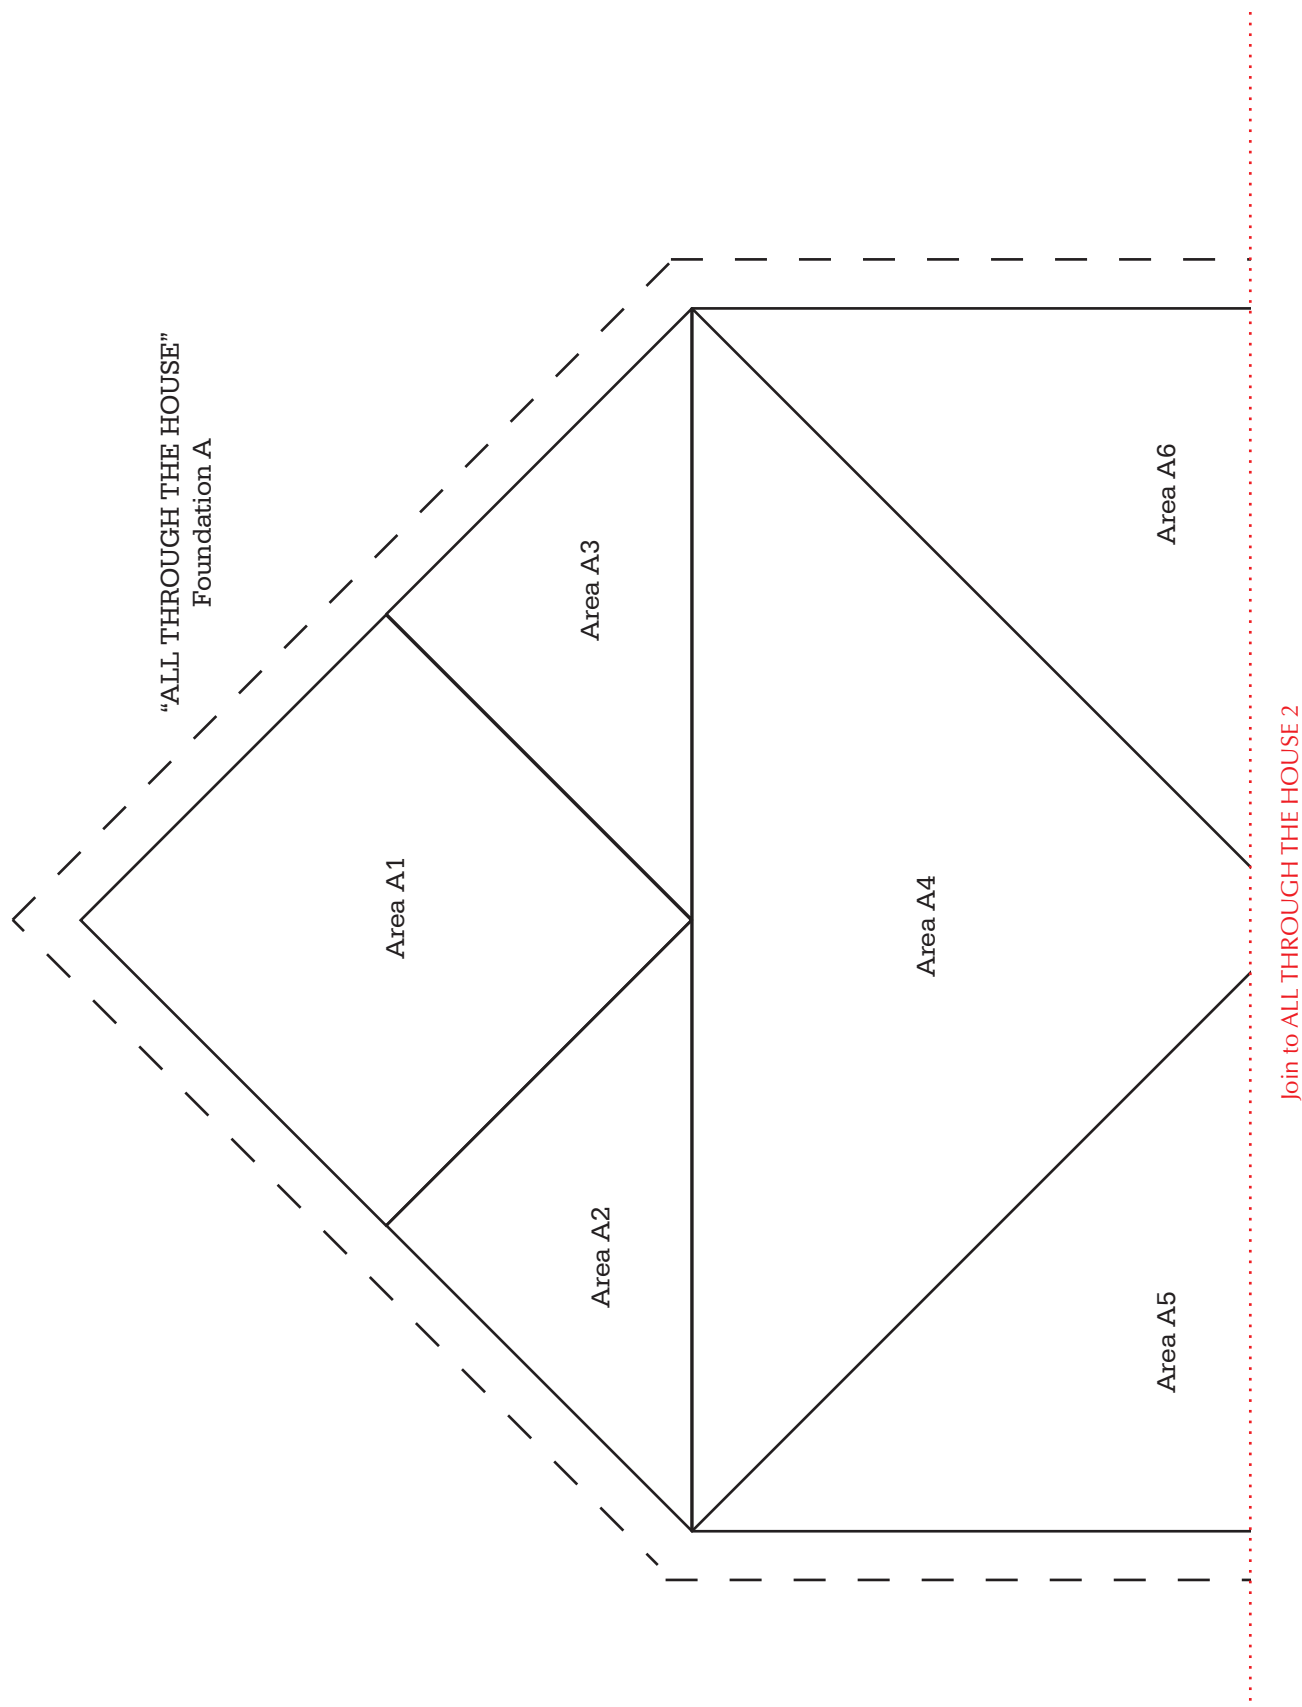 “ALL THROUGH THE HOUSE”
Foundation A
Area A1
Area A2
Area A3
Area A4
Area A5
Area A6
Join to ALL THROUGH THE HOUSE 2